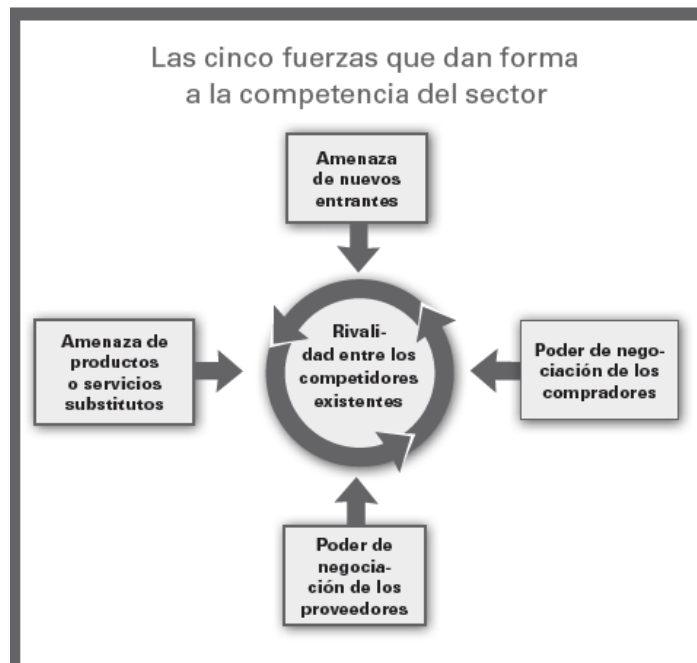 Las cinco fuerzas que dan forma
a la competencia del sector
Amenaza
de nuevos
entrantes
Amenaza de
productos
o servicios
substitutos
Rivali-
dad entre los
competidores
existentes
Poder de nego-
ciación de los
compradores
Poder de
negocia-
ción de los
proveedores